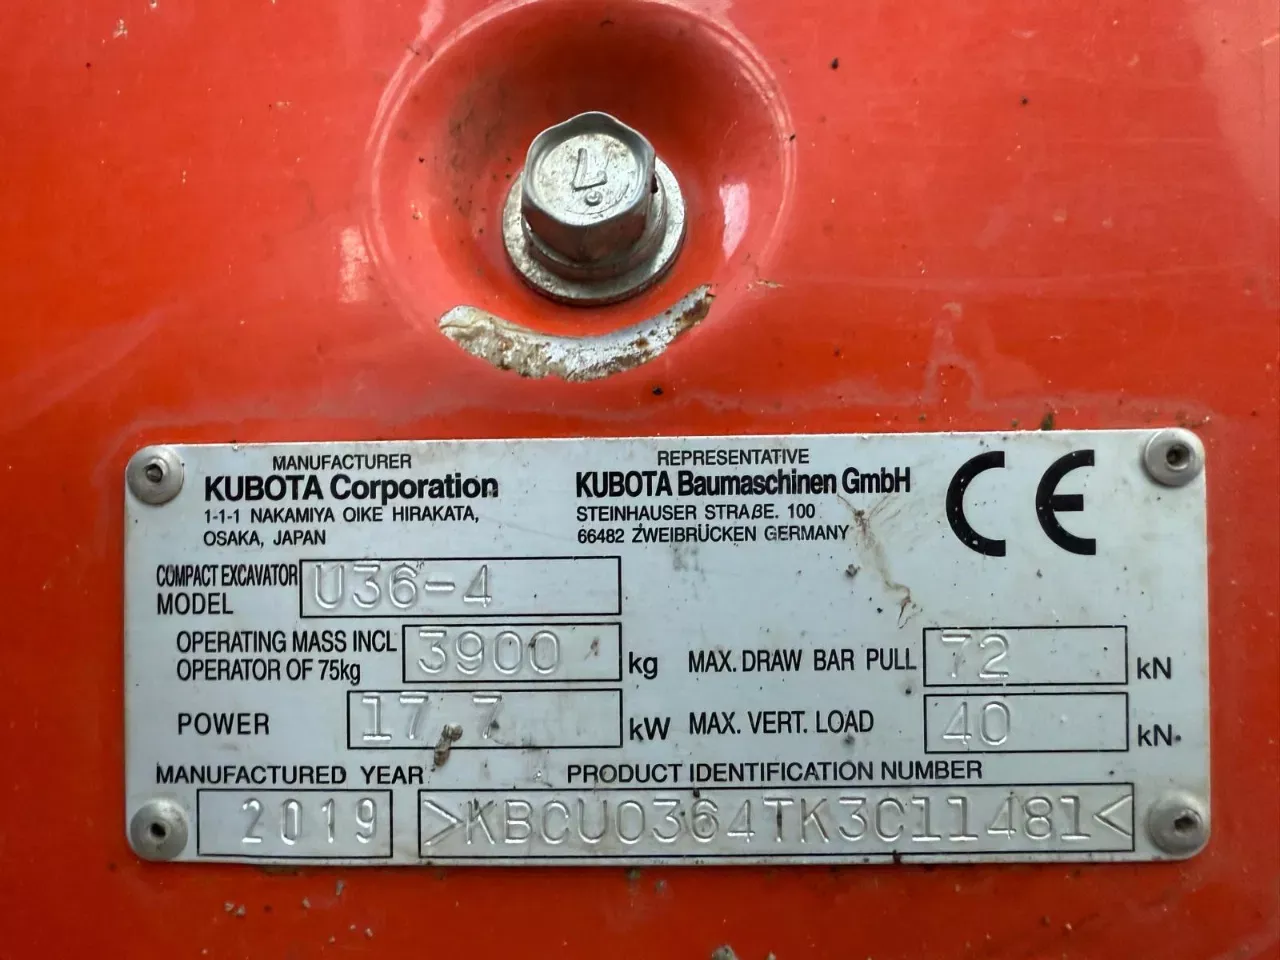 7
MANUFACTURER
KUBOTA Corporation
1-1-1 NAKAMIYA OIKE HIRAKATA,
OSAKA, JAPAN
REPRESENTATIVE
KUBOTA Baumaschinen GmbH
STEINHAUSER STRAßE. 100
66482 ZWEIBRÜCKEN GERMANY
CE
COMPACT EXCAVATOR
MODEL U36-4
OPERATING MASS INCL
OPERATOR OF 75kg 3900 kg
MAX. DRAW BAR PULL 72 kN
POWER 17.7 kW
MAX. VERT. LOAD 40 kN
MANUFACTURED YEAR
2019
PRODUCT IDENTIFICATION NUMBER
>KBCU0364TK3C11481<